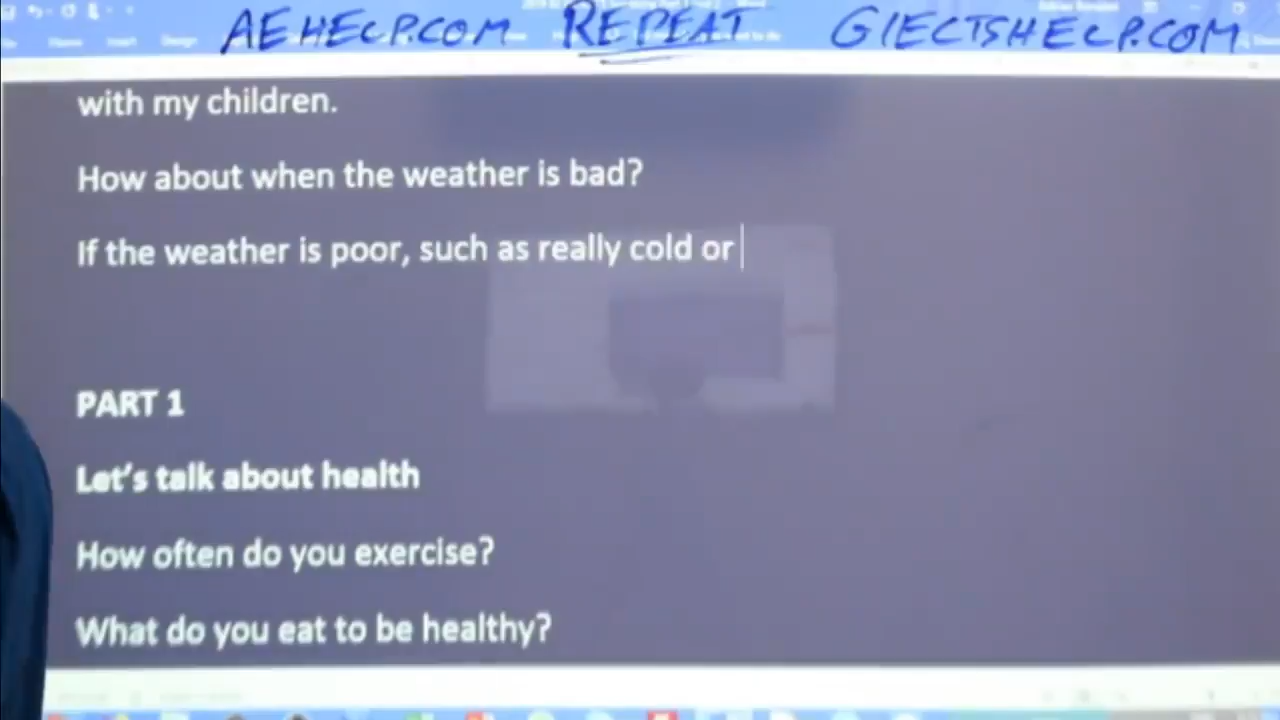 AEHELP.COM REPEAT GIELTSHELP.COM
with my children.
How about when the weather is bad?
If the weather is poor, such as really cold or
PART 1
Let's talk about health
How often do you exercise?
What do you eat to be healthy?